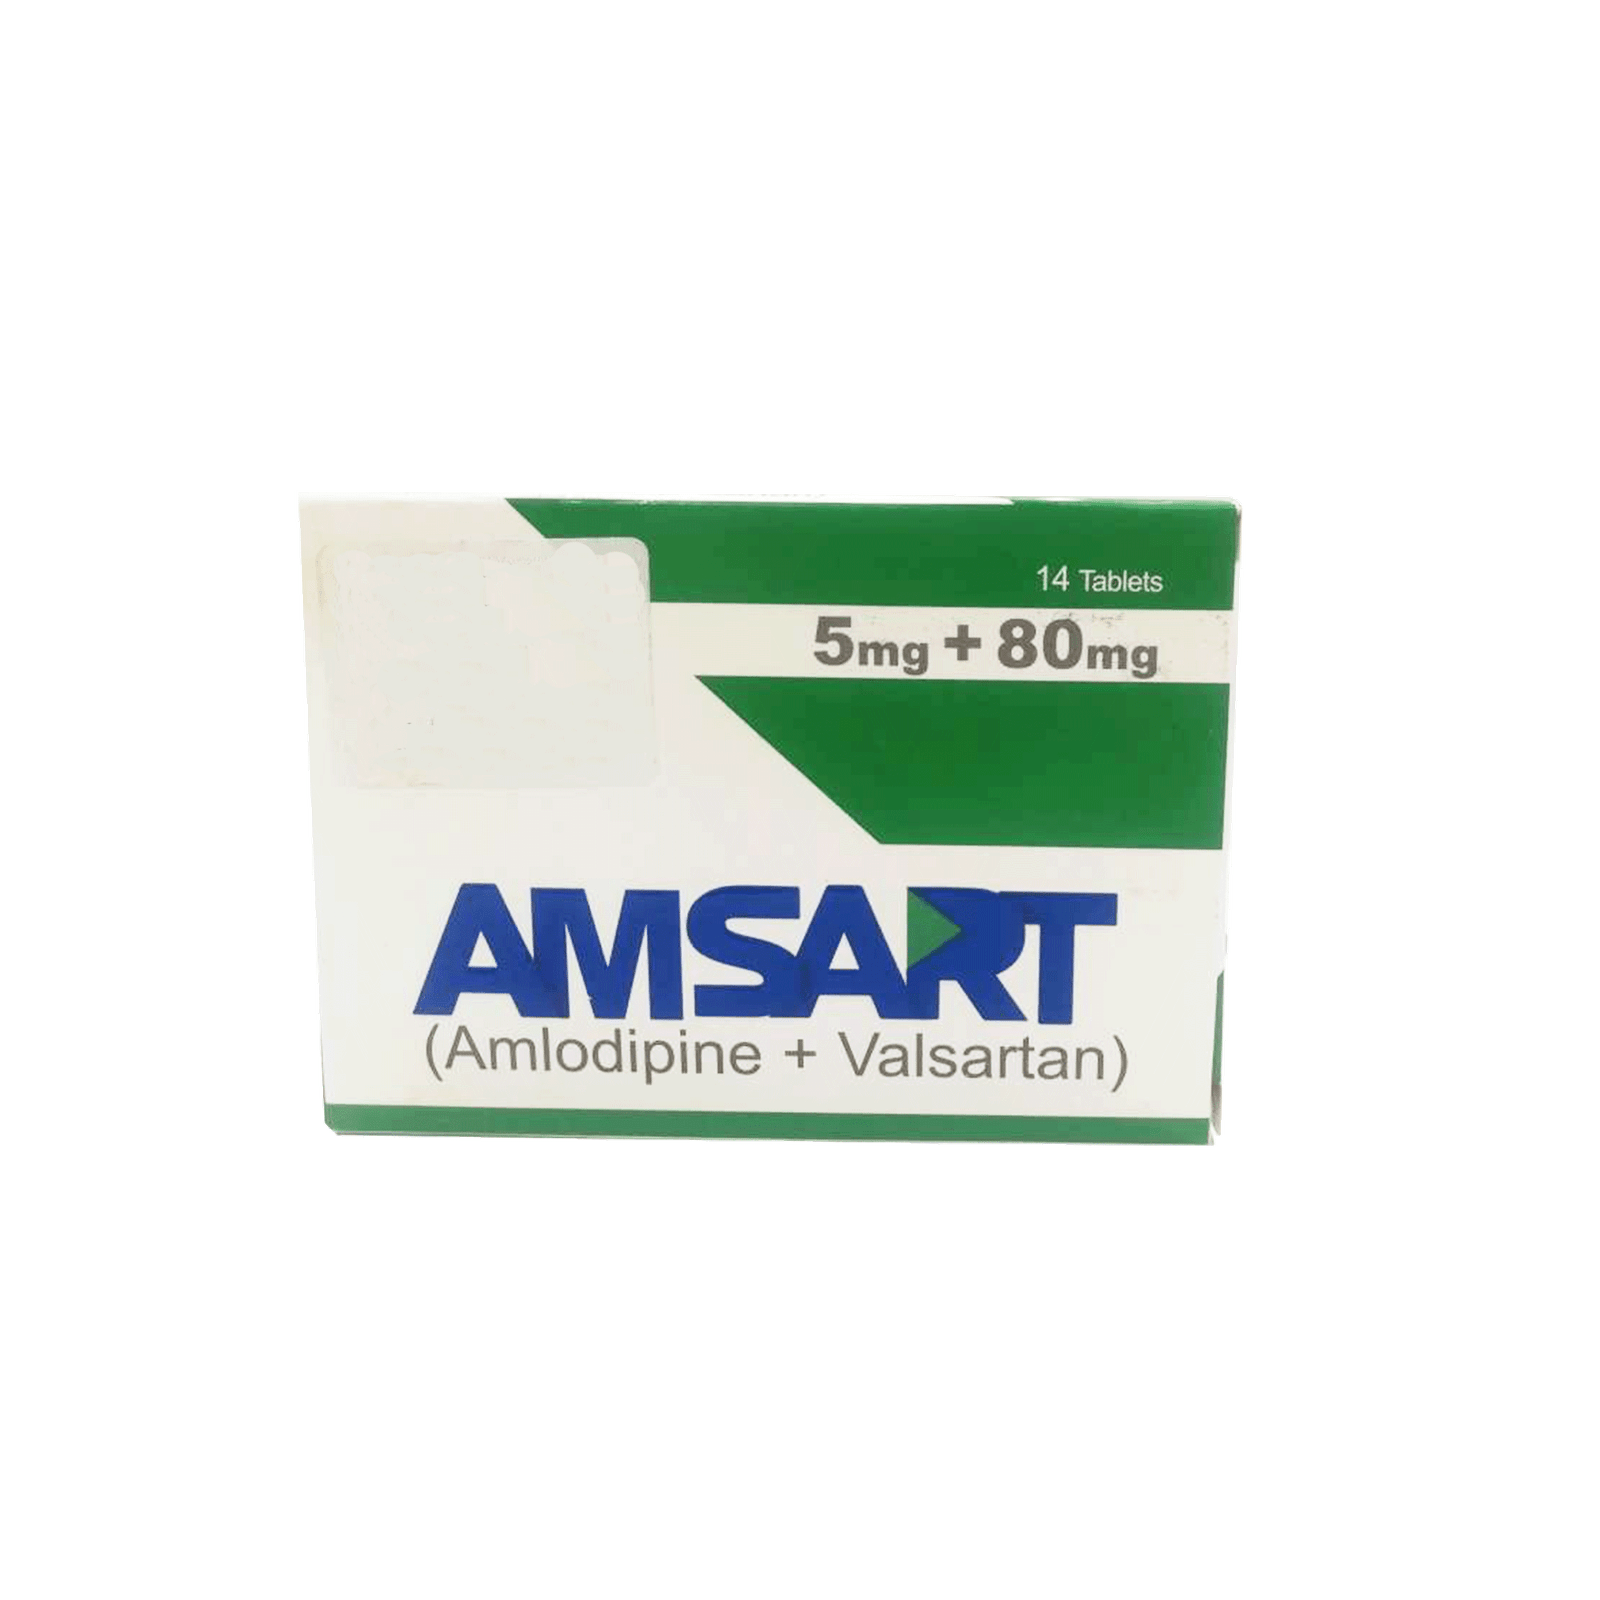 14 Tablets
5mg + 80mg
AMSART
(Amlodipine + Valsartan)